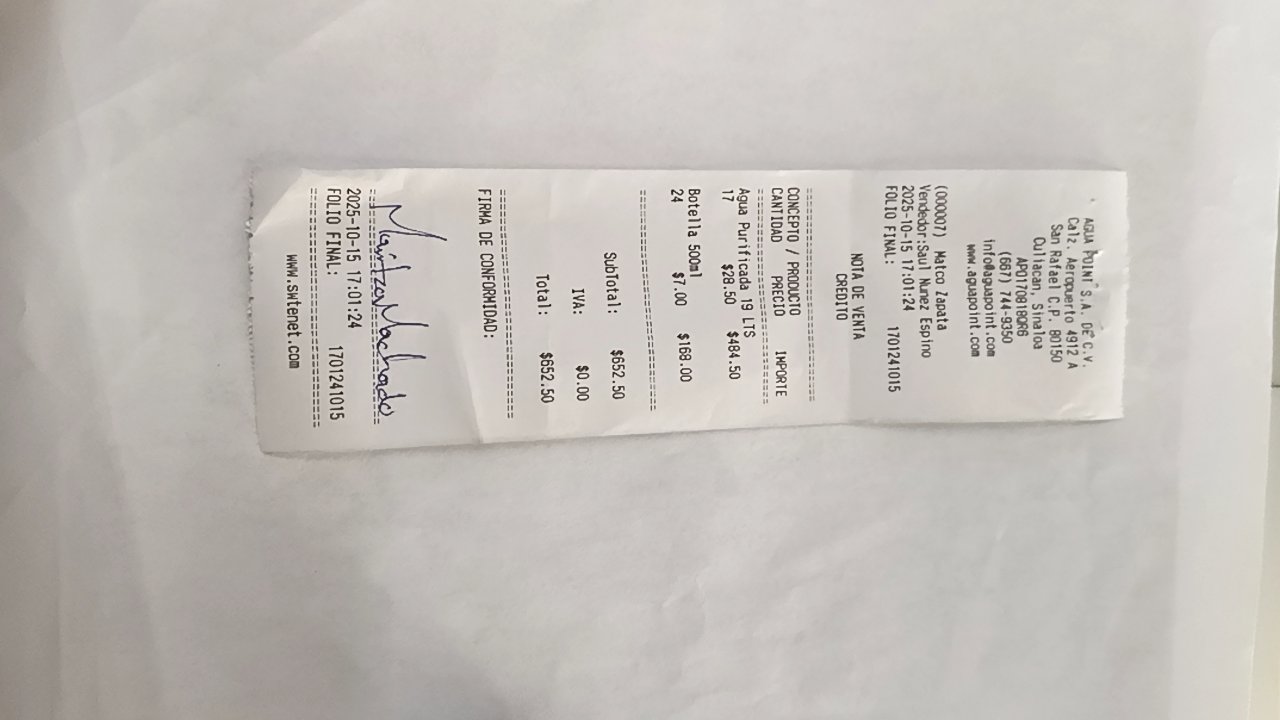 AGUA POINT S.A. DE C.V.
Calz. Aeropuerto 4912 A
San Rafael C.P. 80150
Culiacan, Sinaloa
APO170818QR6
(667) 744-9350
info@aguapoint.com
www.aguapoint.com
(000007) Matco Zapata
Vendedor:Saul Nunez Espino
2025-10-15 17:01:24
FOLIO FINAL: 1701241015
NOTA DE VENTA
CREDITO
CONCEPTO / PRODUCTO
CANTIDAD PRECIO IMPORTE
Agua Purificada 19 LTS
17 $28.50 $484.50
Botella 500ml
24 $7.00 $168.00
SubTotal: $652.50
IVA: $0.00
Total: $652.50
FIRMA DE CONFORMIDAD:
Maritza Machado
2025-10-15 17:01:24
FOLIO FINAL: 1701241015
www.swtenet.com